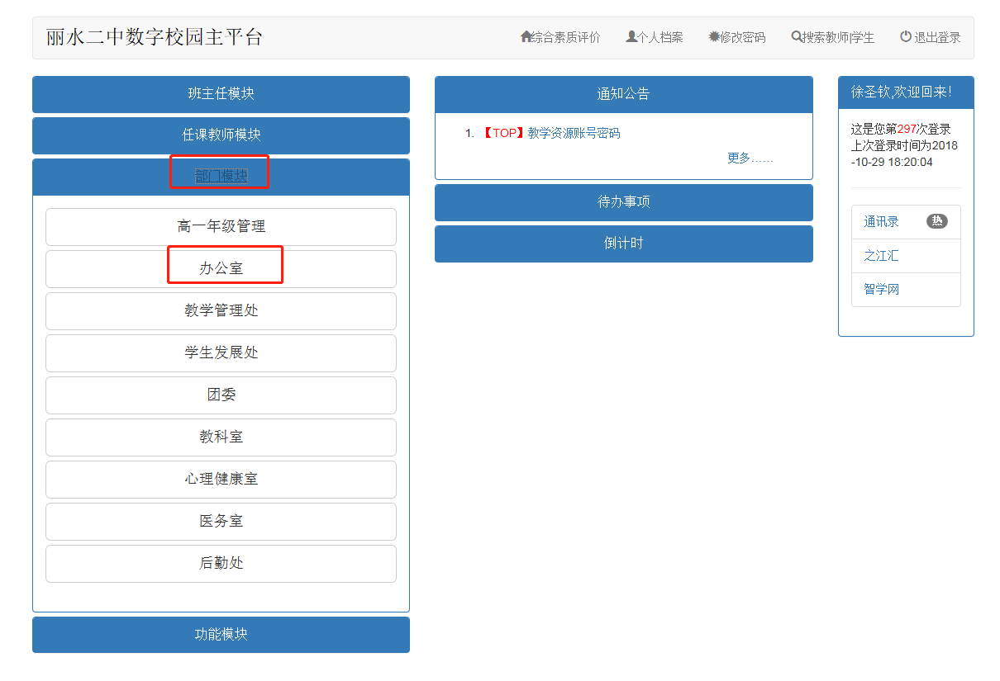 丽水二中数字校园主平台
综合素质评价 个人档案 修改密码 搜索教师|学生 退出登录
班主任模块
任课教师模块
部门模块
高一年级管理
办公室
教学管理处
学生发展处
团委
教科室
心理健康室
医务室
后勤处
功能模块
通知公告
1. 【TOP】教学资源账号密码
更多……
待办事项
倒计时
徐圣钦,欢迎回来!
这是您第297次登录
上次登录时间为2018
-10-29 18:20:04
通讯录 热
之江汇
智学网